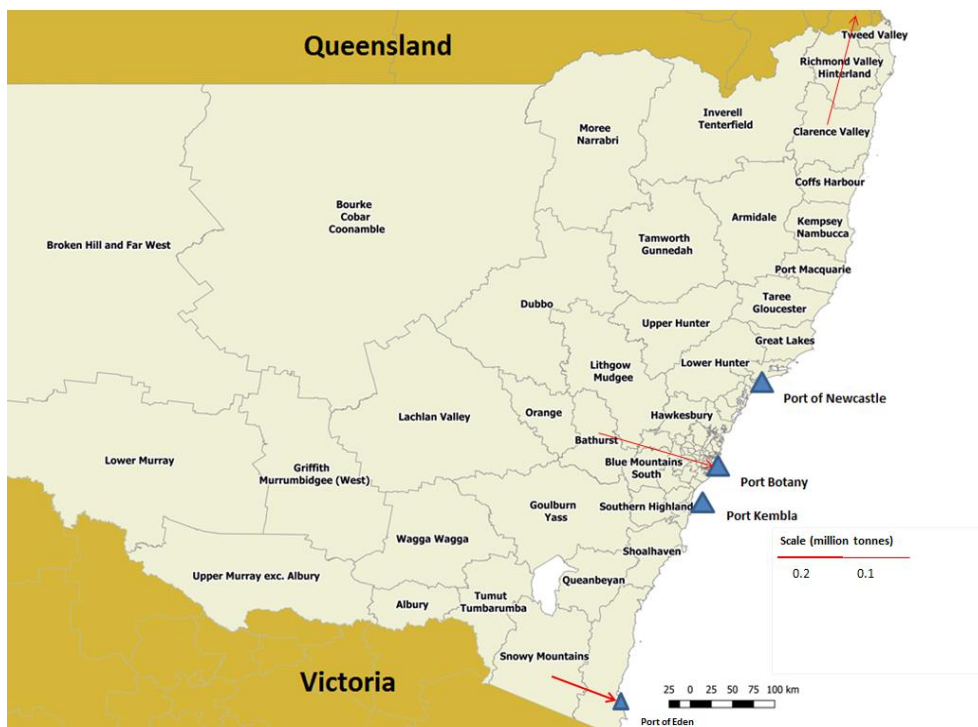 Queensland
Tweed Valley
Richmond Valley
Hinterland
Inverell
Tenterfield
Moree
Narrabri
Clarence Valley
Coffs Harbour
Bourke
Cobar
Coonamble
Armidale
Kempsey
Nambucca
Broken Hill and Far West
Tamworth
Gunnedah
Port Macquarie
Dubbo
Taree
Gloucester
Upper Hunter
Great Lakes
Lithgow
Mudgee
Lower Hunter
Port of Newcastle
Lachlan Valley
Orange
Hawkesbury
Bathurst
Lower Murray
Griffith
Murrumbidgee (West)
Blue Mountains
South
Port Botany
Goulburn
Yass
Southern Highland
Port Kembla
Wagga Wagga
Scale (million tonnes)
0.2 0.1
Shoalhaven
Upper Murray exc. Albury
Queanbeyan
Tumut
Tumbarumba
Albury
Snowy Mountains
Victoria
25 0 25 50 75 100 km
Port of Eden